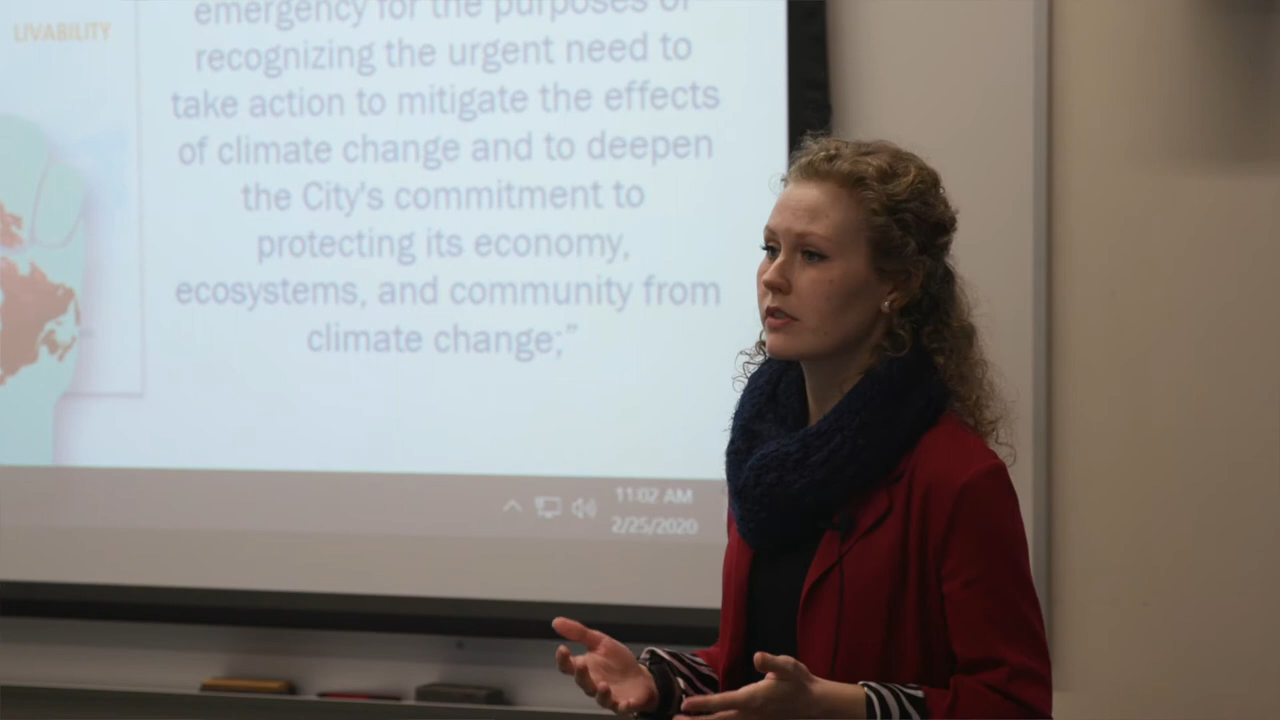 LIVABILITY
emergency for the purposes of
recognizing the urgent need to
take action to mitigate the effects
of climate change and to deepen
the City's commitment to
protecting its economy,
ecosystems, and community from
climate change;”
11:02 AM
2/25/2020